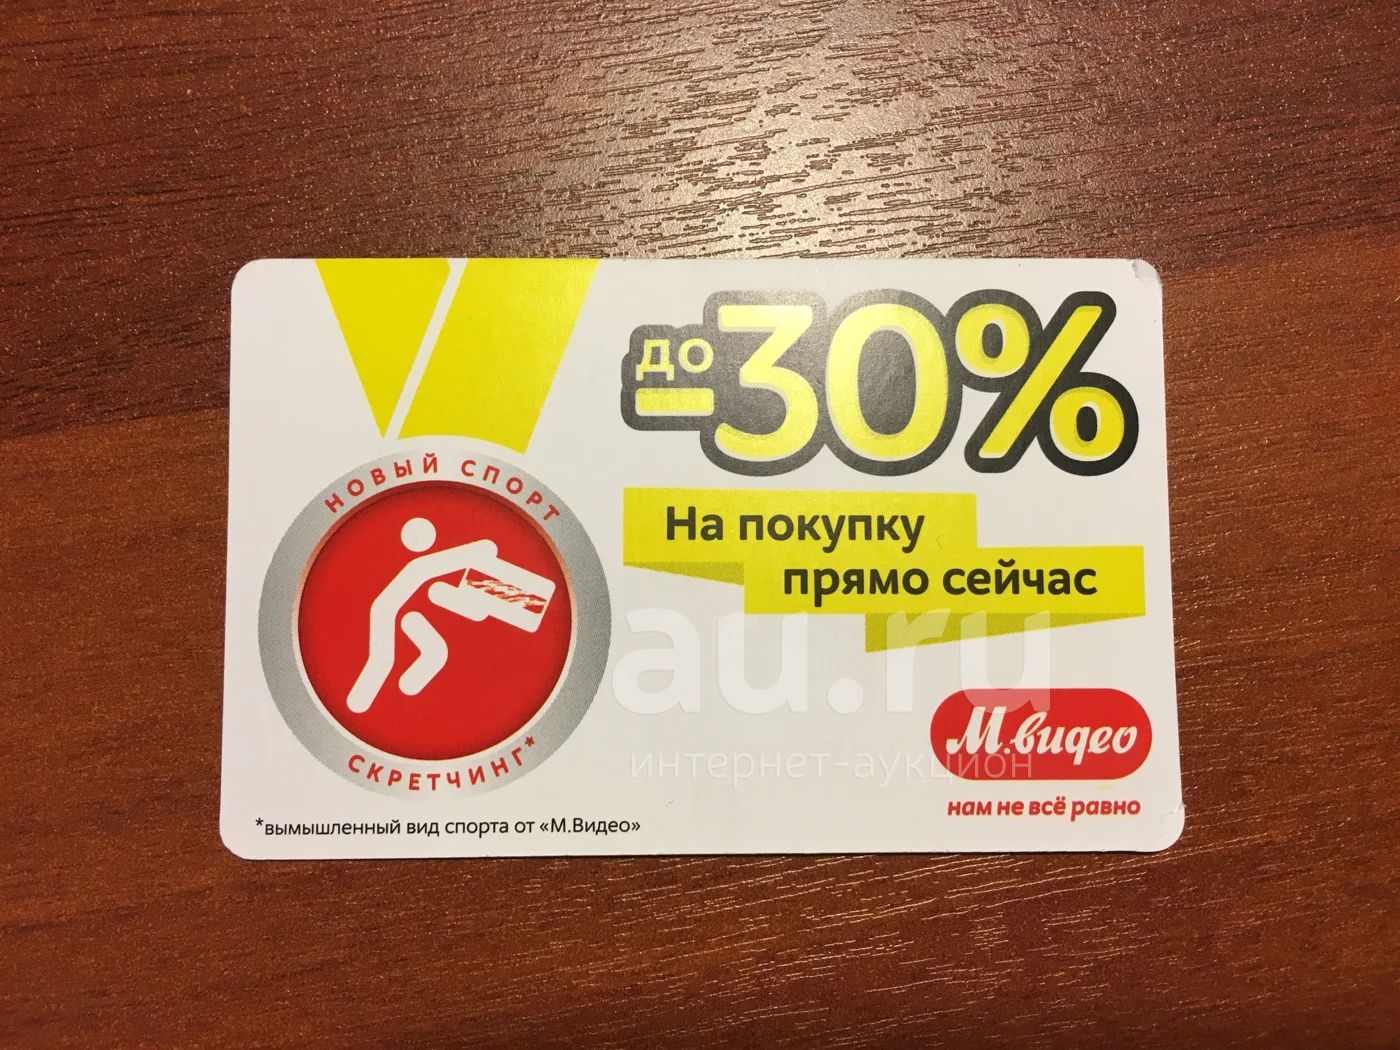 до
-30%
На покупку
прямо сейчас
НОВЫЙ СПОРТ
СКРЕТЧИНГ*
*вымышленный вид спорта от «М.Видео»
М.видео
нам не всё равно
au.ru
интернет-аукцион